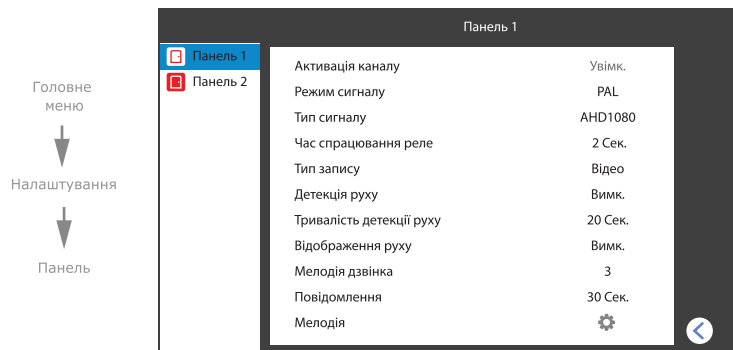 Головне
меню
Налаштування
Панель
Панель 1
Панель 1
Панель 2
Активація каналу Увімк.
Режим сигналу PAL
Тип сигналу AHD1080
Час спрацювання реле 2 Сек.
Тип запису Відео
Детекція руху Вимк.
Тривалість детекції руху 20 Сек.
Відображення руху Вимк.
Мелодія дзвінка 3
Повідомлення 30 Сек.
Мелодія